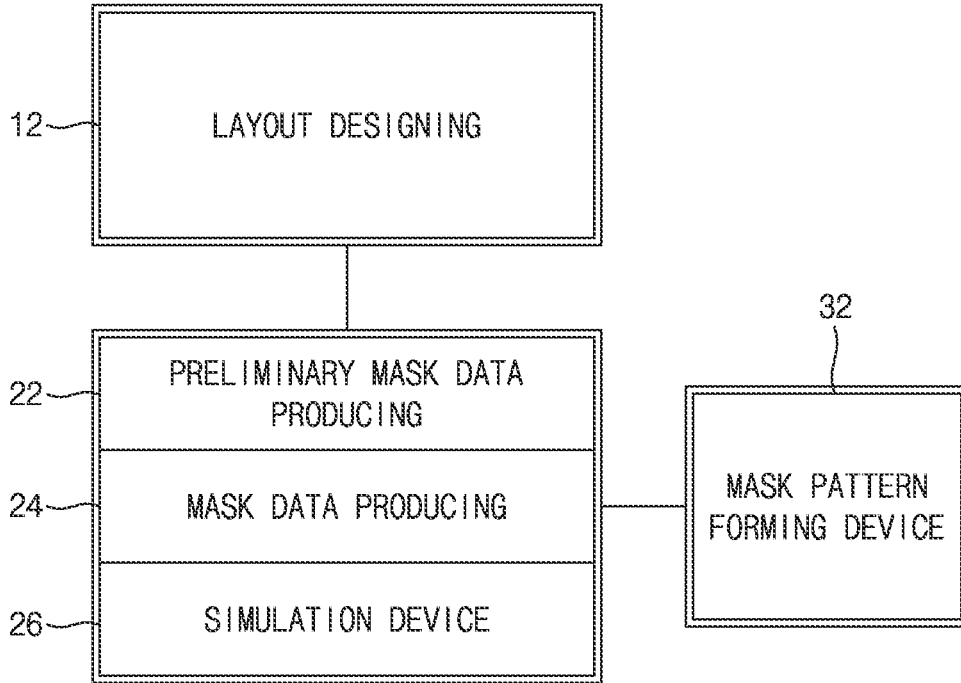 12
LAYOUT DESIGNING
32
22
PRELIMINARY MASK DATA
PRODUCING
24
MASK DATA PRODUCING
MASK PATTERN
FORMING DEVICE
26
SIMULATION DEVICE